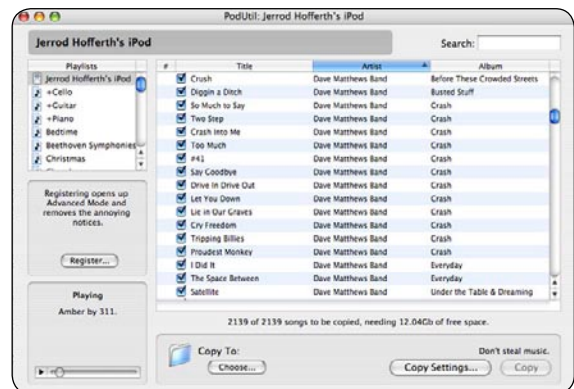 PodUtil: Jerrod Hofferth's iPod
Jerrod Hofferth's iPod
Search:
Playlists
Jerrod Hofferth's iPod
+Cello
+Guitar
+Piano
Bedtime
Beethoven Symphonies
Christmas
# Title Artist Album
Crush Dave Matthews Band Before These Crowded Streets
Diggin a Ditch Dave Matthews Band Busted Stuff
So Much to Say Dave Matthews Band Crash
Two Step Dave Matthews Band Crash
Crash Into Me Dave Matthews Band Crash
Too Much Dave Matthews Band Crash
#41 Dave Matthews Band Crash
Say Goodbye Dave Matthews Band Crash
Drive In Drive Out Dave Matthews Band Crash
Let You Down Dave Matthews Band Crash
Lie in Our Graves Dave Matthews Band Crash
Cry Freedom Dave Matthews Band Crash
Tripping Billies Dave Matthews Band Crash
Proudest Monkey Dave Matthews Band Crash
I Did It Dave Matthews Band Everyday
The Space Between Dave Matthews Band Everyday
Satellite Dave Matthews Band Under the Table & Dreaming
Registering opens up
Advanced Mode and
removes the annoying
notices.
Register...
Playing
Amber by 311.
2139 of 2139 songs to be copied, needing 12.04Gb of free space.
Copy To:
Choose...
Don't steal music.
Copy Settings...
Copy